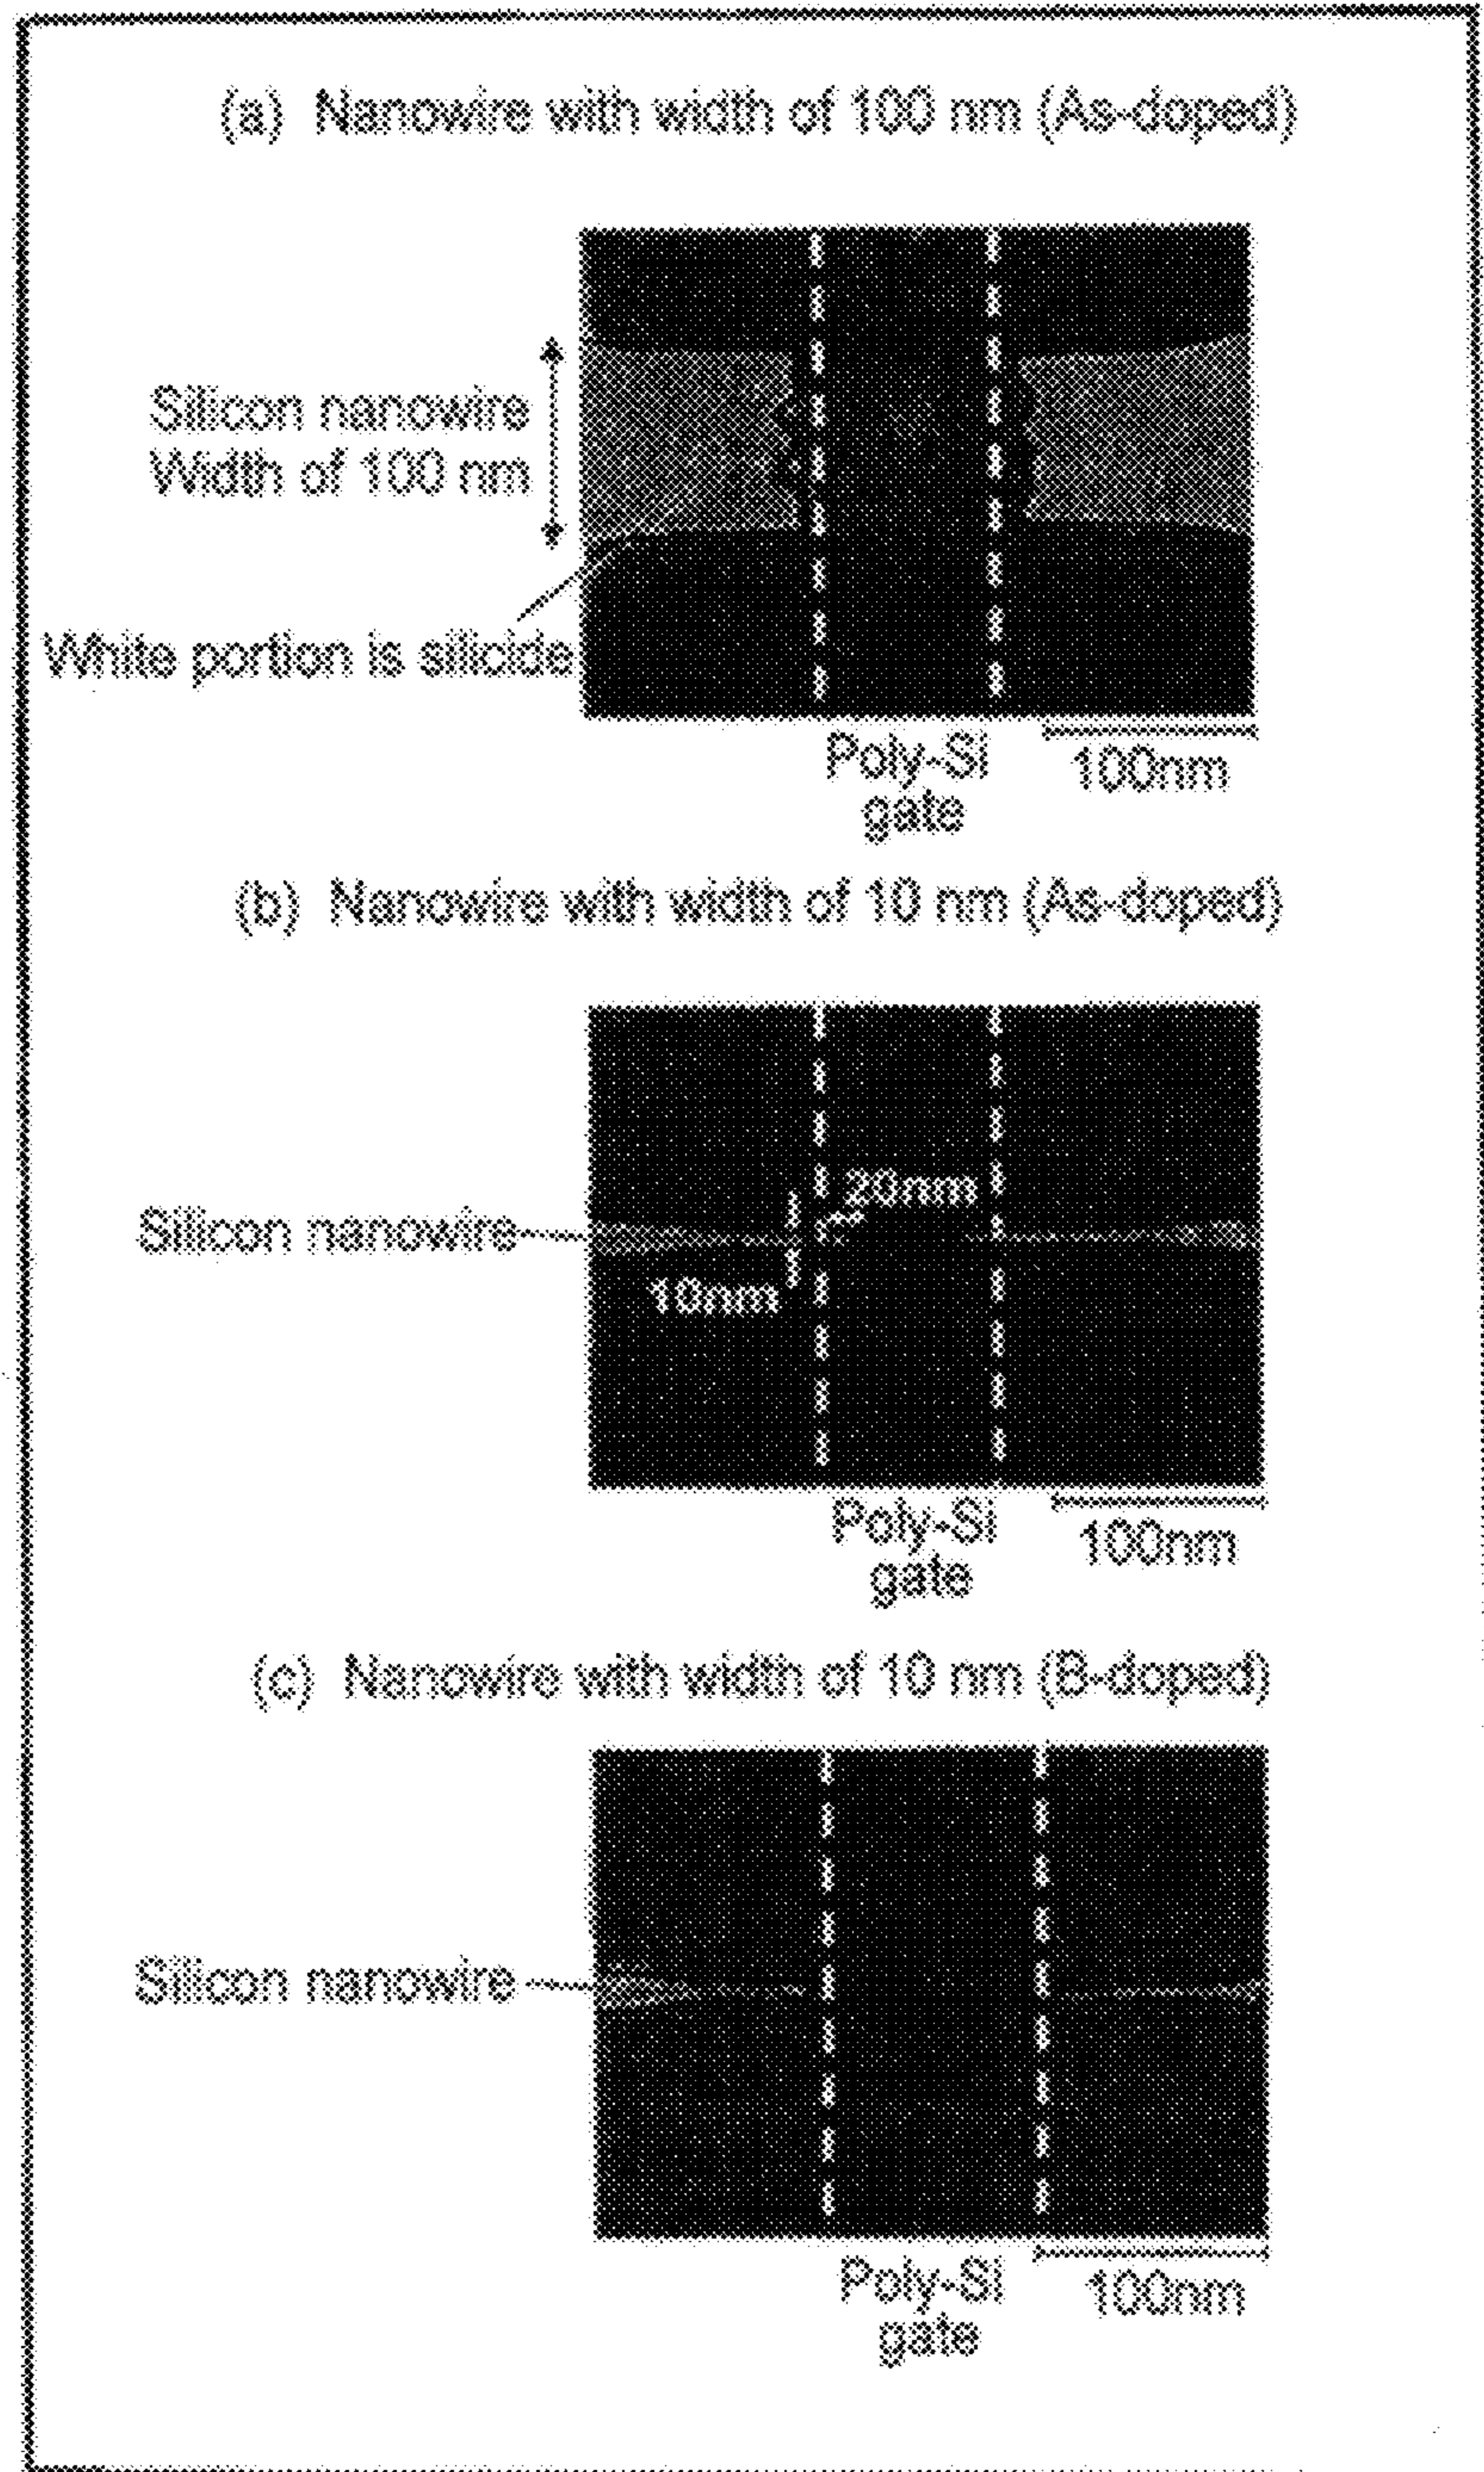 (a) Nanowire with width of 100 nm (As-doped)
Silicon nanowire
Width of 100 nm
White portion is silicide
Poly-Si
gate
100nm
(b) Nanowire with width of 10 nm (As-doped)
20nm
Silicon nanowire
10nm
Poly-Si
gate
100nm
(c) Nanowire with width of 10 nm (B-doped)
Silicon nanowire
Poly-Si
gate
100nm